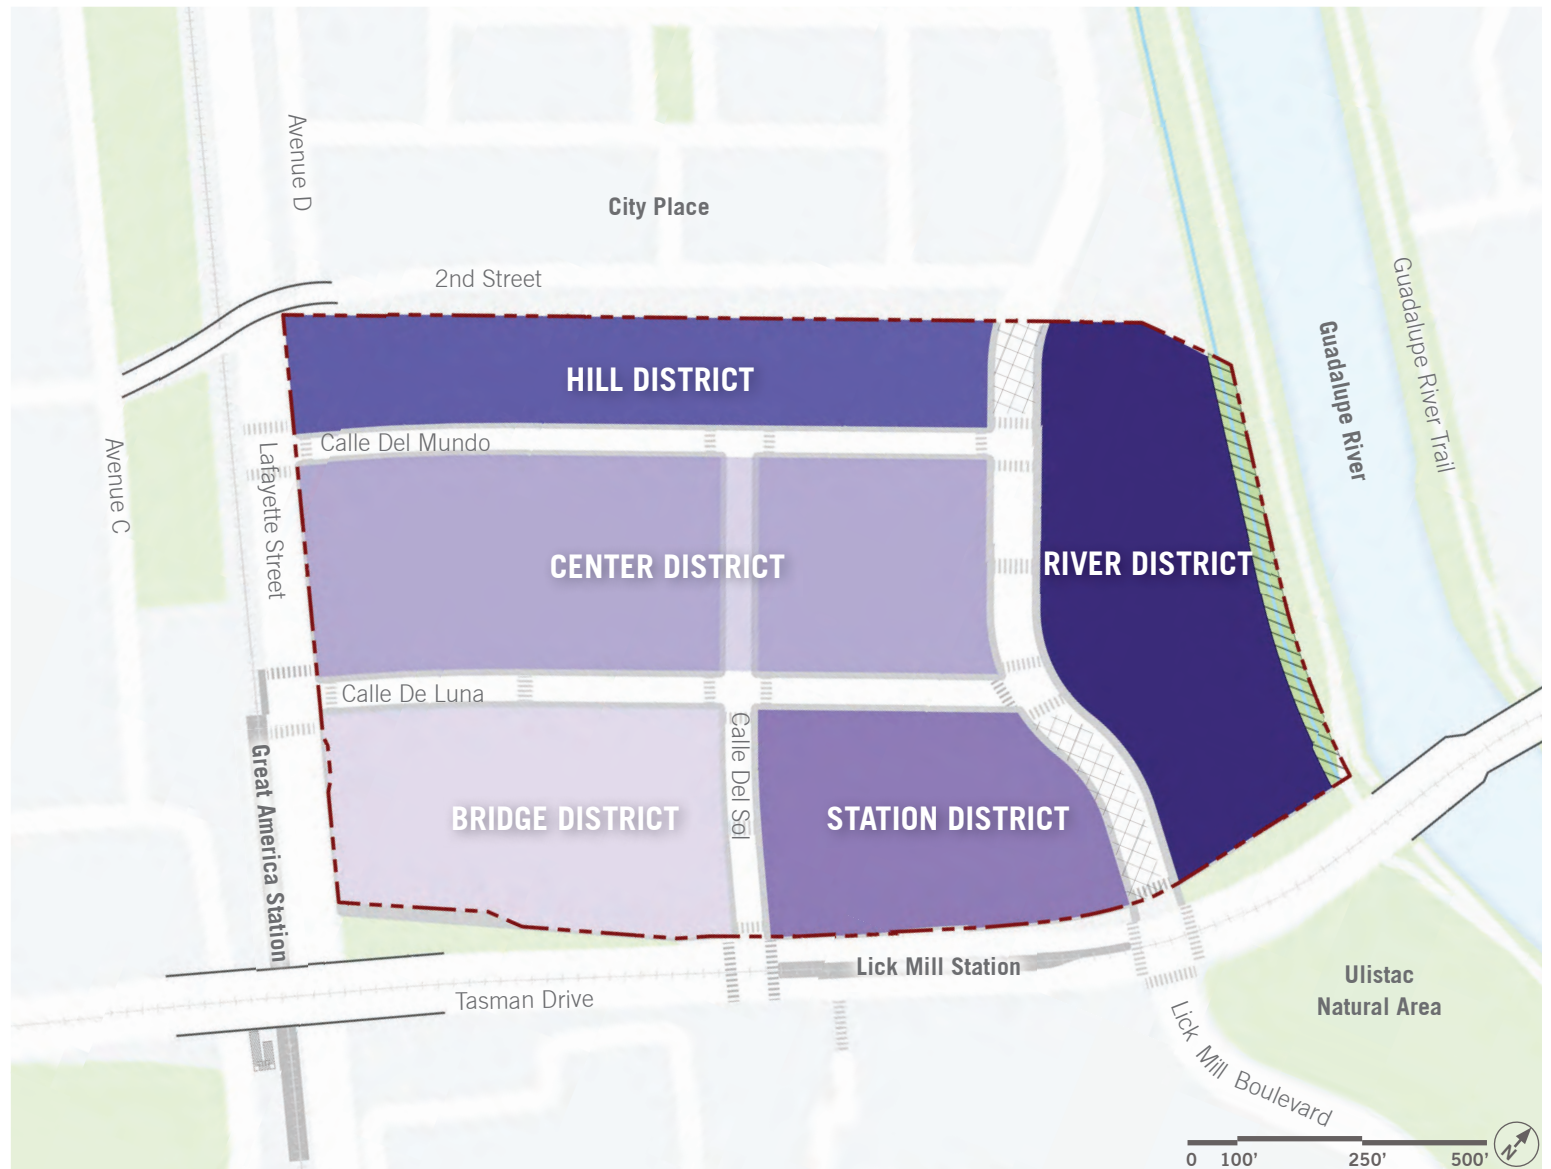 Avenue D
City Place
2nd Street
Guadalupe River Trail
Guadalupe River
HILL DISTRICT
Avenue C
Lafayette Street
Calle Del Mundo
CENTER DISTRICT
RIVER DISTRICT
Calle De Luna
Great America Station
Calle Del Sol
BRIDGE DISTRICT
STATION DISTRICT
Lick Mill Station
Tasman Drive
Ulistac
Natural Area
Lick Mill Boulevard
0 100' 250' 500'
N